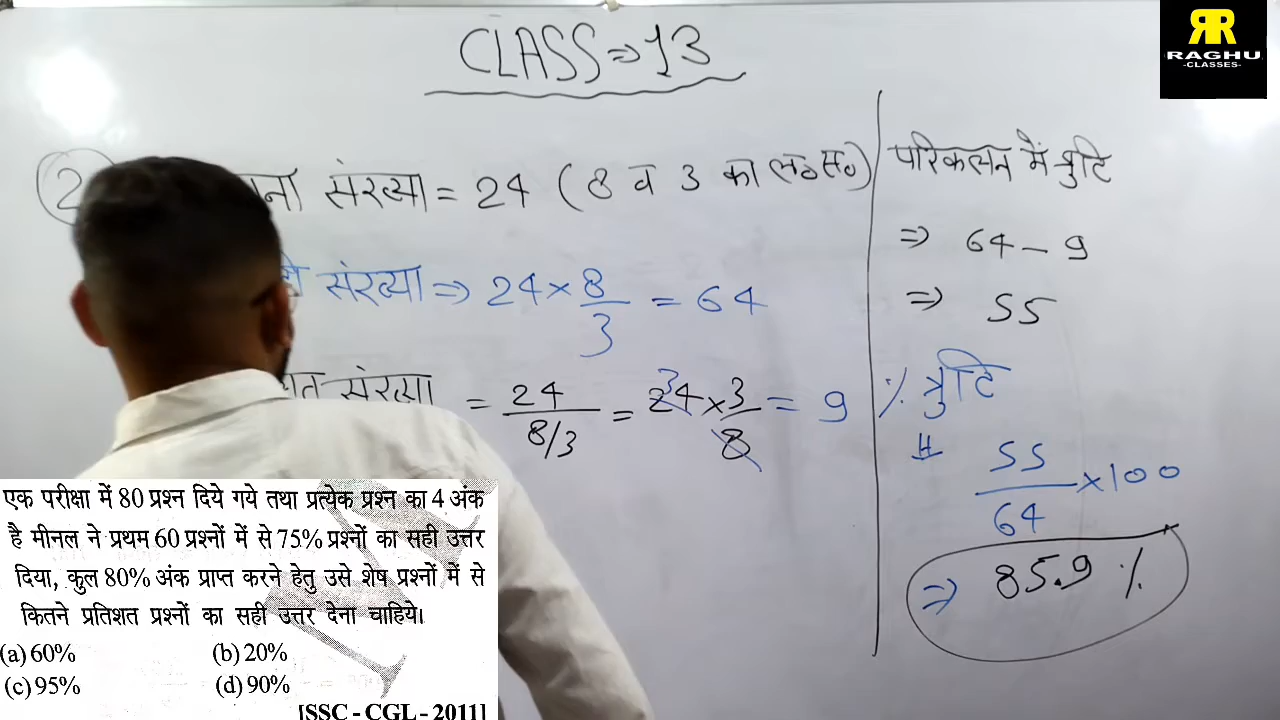 CLASS ⇒ 13
RR
RAGHU
-CLASSES-
2 संख्या = 24 ( 8 व 3 का ल०स०)
संख्या ⇒ 24 × 8/3 = 64
संख्या = 24 / 8/3 = 24 × 3/8 = 9
3
परिकलन में त्रुटि
⇒ 64 - 9
⇒ 55
% त्रुटि
55/64 × 100
⇒ 85.9 %
एक परीक्षा में 80 प्रश्न दिये गये तथा प्रत्येक प्रश्न का 4 अंक
है मीनल ने प्रथम 60 प्रश्नों में से 75% प्रश्नों का सही उत्तर
दिया, कुल 80% अंक प्राप्त करने हेतु उसे शेष प्रश्नों में से
कितने प्रतिशत प्रश्नों का सही उत्तर देना चाहिये।
(a) 60% (b) 20%
(c) 95% (d) 90%
[SSC - CGL - 2011]